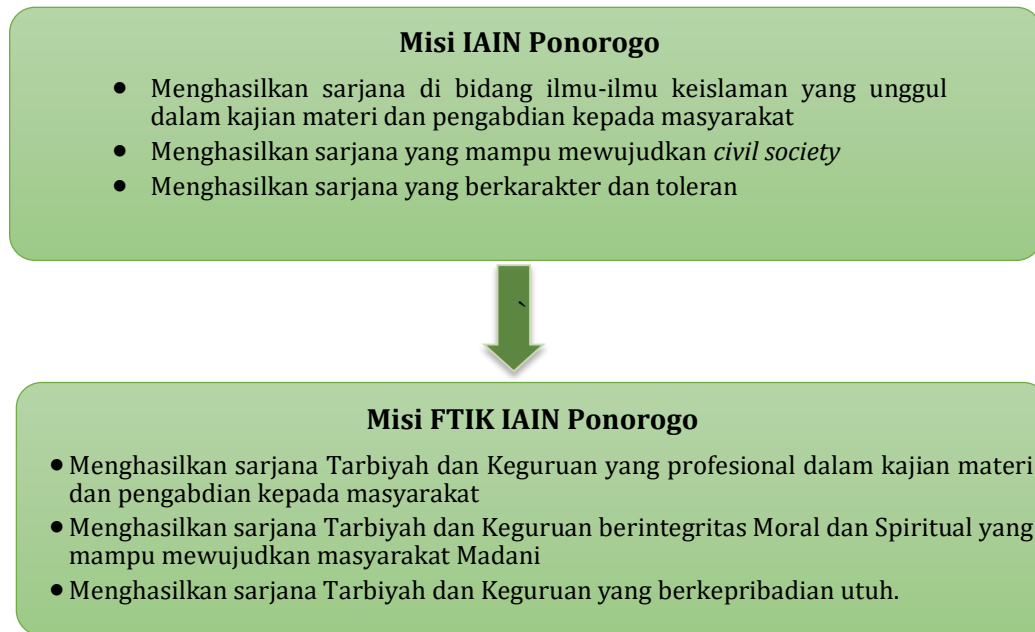 Misi IAIN Ponorogo
● Menghasilkan sarjana di bidang ilmu-ilmu keislaman yang unggul
dalam kajian materi dan pengabdian kepada masyarakat
● Menghasilkan sarjana yang mampu mewujudkan civil society
● Menghasilkan sarjana yang berkarakter dan toleran
`
Misi FTIK IAIN Ponorogo
● Menghasilkan sarjana Tarbiyah dan Keguruan yang profesional dalam kajian materi
dan pengabdian kepada masyarakat
● Menghasilkan sarjana Tarbiyah dan Keguruan berintegritas Moral dan Spiritual yang
mampu mewujudkan masyarakat Madani
● Menghasilkan sarjana Tarbiyah dan Keguruan yang berkepribadian utuh.